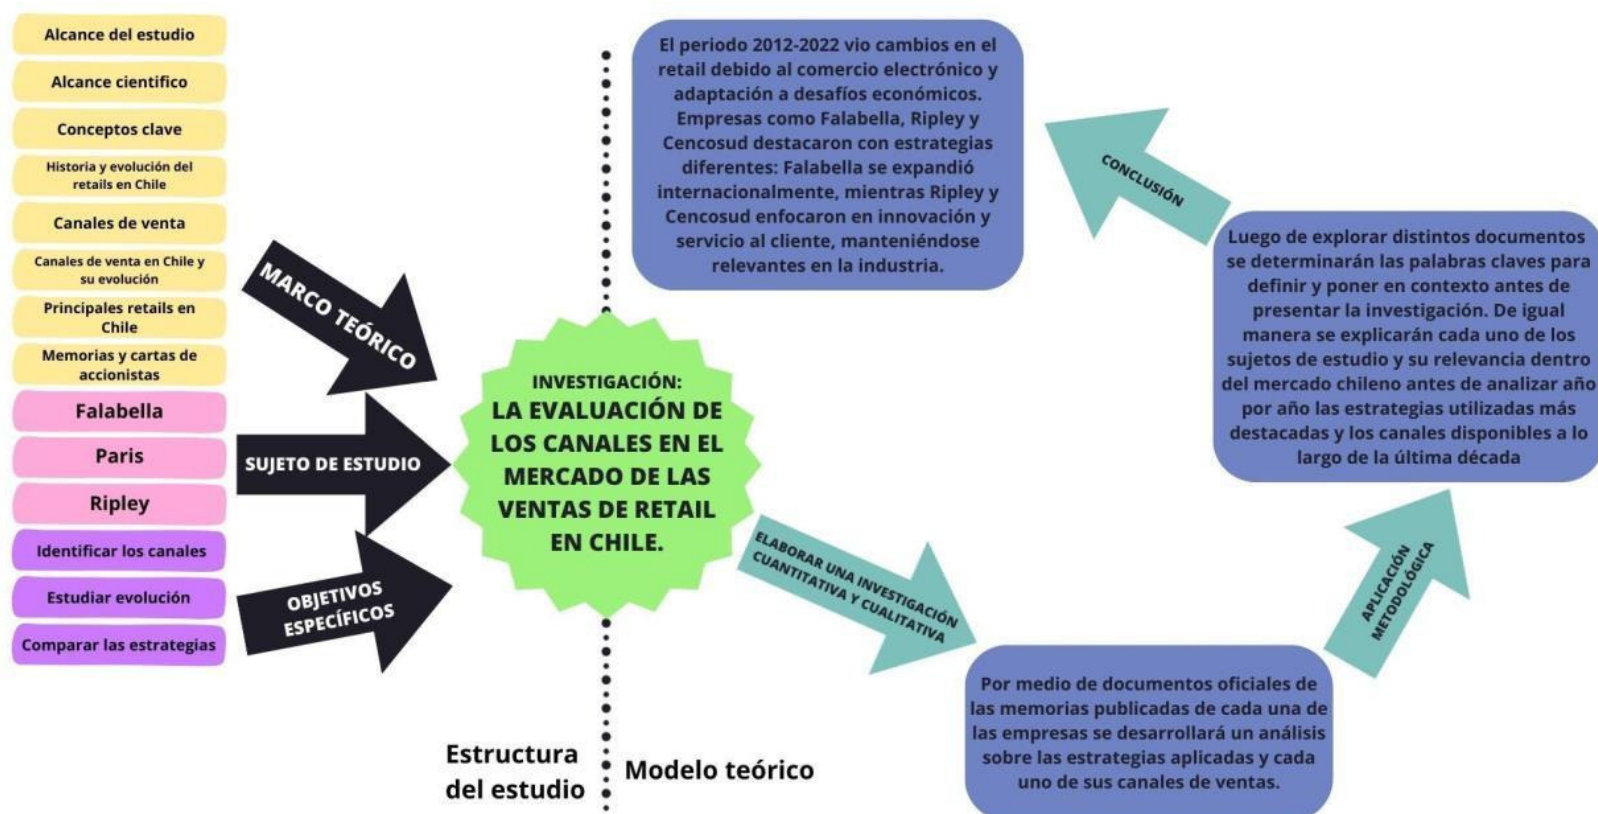 Alcance del estudio
Alcance cientifico
Conceptos clave
Historia y evolución del
retails en Chile
Canales de venta
Canales de venta en Chile y
su evolución
Principales retails en
Chile
Memorias y cartas de
accionistas
Falabella
Paris
Ripley
Identificar los canales
Estudiar evolución
Comparar las estrategias
MARCO TEÓRICO
SUJETO DE ESTUDIO
OBJETIVOS
ESPECÍFICOS
INVESTIGACIÓN:
LA EVALUACIÓN DE
LOS CANALES EN EL
MERCADO DE LAS
VENTAS DE RETAIL
EN CHILE.
Estructura
del estudio
Modelo teórico
ELABORAR UNA INVESTIGACIÓN
CUANTITATIVA Y CUALITATIVA
Por medio de documentos oficiales de
las memorias publicadas de cada una de
las empresas se desarrollará un análisis
sobre las estrategias aplicadas y cada
uno de sus canales de ventas.
APLICACIÓN
METODOLÓGICA
Luego de explorar distintos documentos
se determinarán las palabras claves para
definir y poner en contexto antes de
presentar la investigación. De igual
manera se explicarán cada uno de los
sujetos de estudio y su relevancia dentro
del mercado chileno antes de analizar año
por año las estrategias utilizadas más
destacadas y los canales disponibles a lo
largo de la última década
CONCLUSIÓN
El periodo 2012-2022 vio cambios en el
retail debido al comercio electrónico y
adaptación a desafíos económicos.
Empresas como Falabella, Ripley y
Cencosud destacaron con estrategias
diferentes: Falabella se expandió
internacionalmente, mientras Ripley y
Cencosud enfocaron en innovación y
servicio al cliente, manteniéndose
relevantes en la industria.